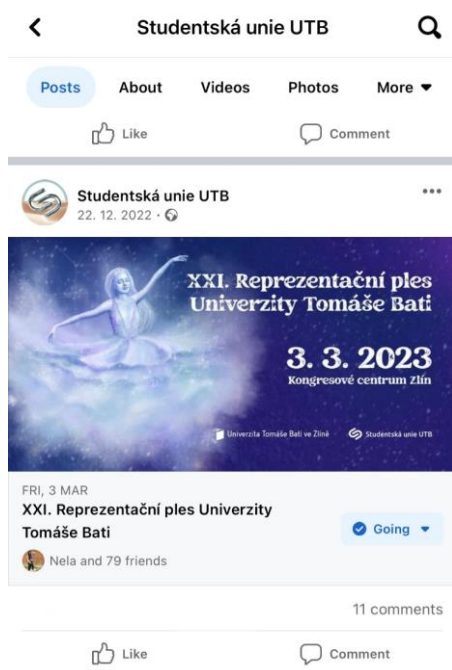 Studentská unie UTB
Posts About Videos Photos More
Like Comment
Studentská unie UTB
22. 12. 2022 ·
XXI. Reprezentační ples
Univerzity Tomáše Bati
3. 3. 2023
Kongresové centrum Zlín
Univerzita Tomáše Bati ve Zlíně Studentská unie UTB
FRI, 3 MAR
XXI. Reprezentační ples Univerzity
Tomáše Bati
Going
Nela and 79 friends
11 comments
Like Comment